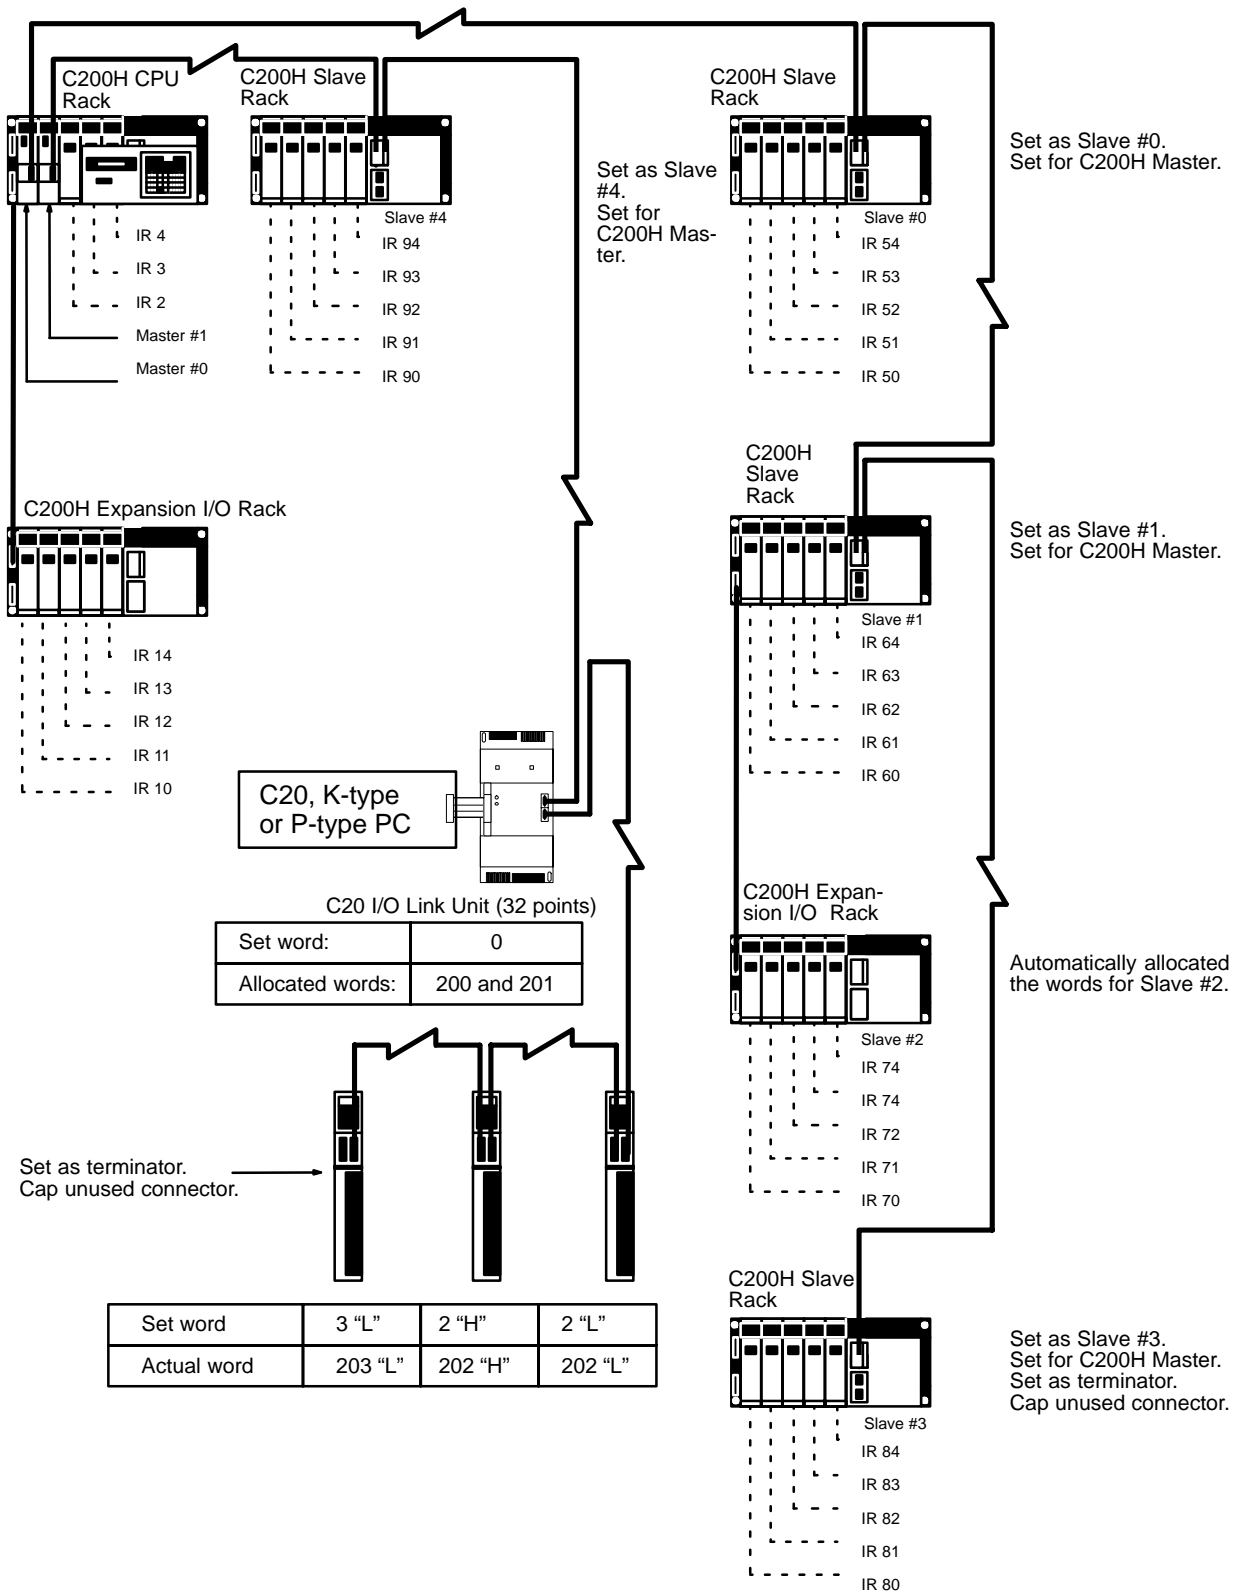 C200H CPU
Rack
C200H Slave
Rack
C200H Slave
Rack
Set as Slave
#4.
Set for
C200H Mas-
ter.
Set as Slave #0.
Set for C200H Master.
IR 4
IR 3
IR 2
Master #1
Master #0
Slave #4
IR 94
IR 93
IR 92
IR 91
IR 90
Slave #0
IR 54
IR 53
IR 52
IR 51
IR 50
C200H Expansion I/O Rack
IR 14
IR 13
IR 12
IR 11
IR 10
C200H
Slave
Rack
Set as Slave #1.
Set for C200H Master.
Slave #1
IR 64
IR 63
IR 62
IR 61
IR 60
C20, K-type
or P-type PC
C20 I/O Link Unit (32 points)
Set word: 0
Allocated words: 200 and 201
C200H Expan-
sion I/O Rack
Automatically allocated
the words for Slave #2.
Slave #2
IR 74
IR 74
IR 72
IR 71
IR 70
Set as terminator.
Cap unused connector.
Set word 3 “L” 2 “H” 2 “L”
Actual word 203 “L” 202 “H” 202 “L”
C200H Slave
Rack
Set as Slave #3.
Set for C200H Master.
Set as terminator.
Cap unused connector.
Slave #3
IR 84
IR 83
IR 82
IR 81
IR 80